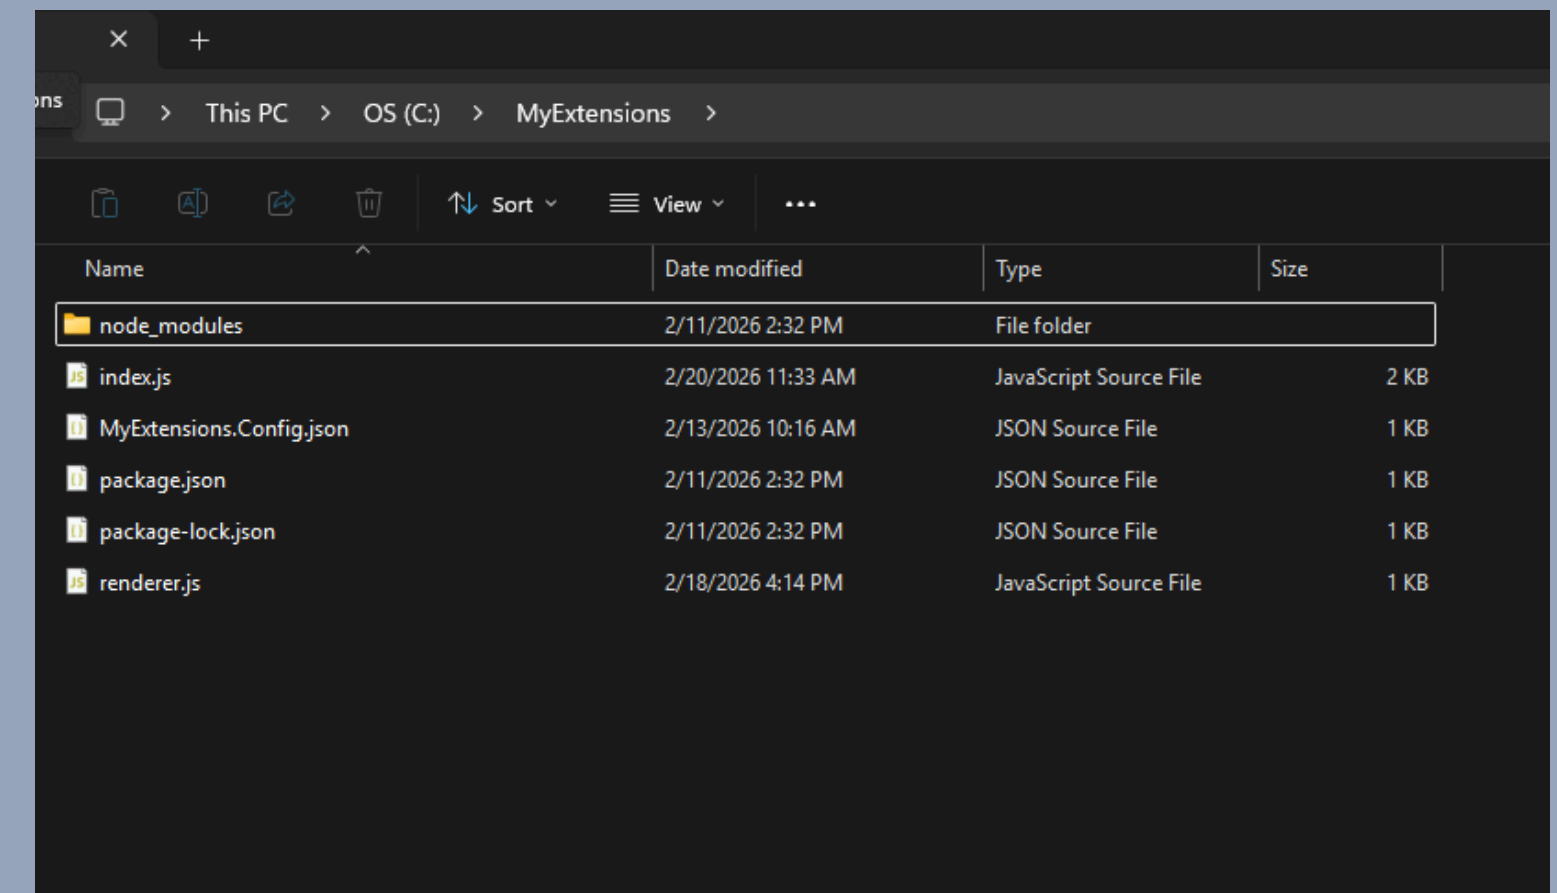 ons
This PC > OS (C:) > MyExtensions >
Sort View ...
Name Date modified Type Size
node_modules 2/11/2026 2:32 PM File folder
index.js 2/20/2026 11:33 AM JavaScript Source File 2 KB
MyExtensions.Config.json 2/13/2026 10:16 AM JSON Source File 1 KB
package.json 2/11/2026 2:32 PM JSON Source File 1 KB
package-lock.json 2/11/2026 2:32 PM JSON Source File 1 KB
renderer.js 2/18/2026 4:14 PM JavaScript Source File 1 KB